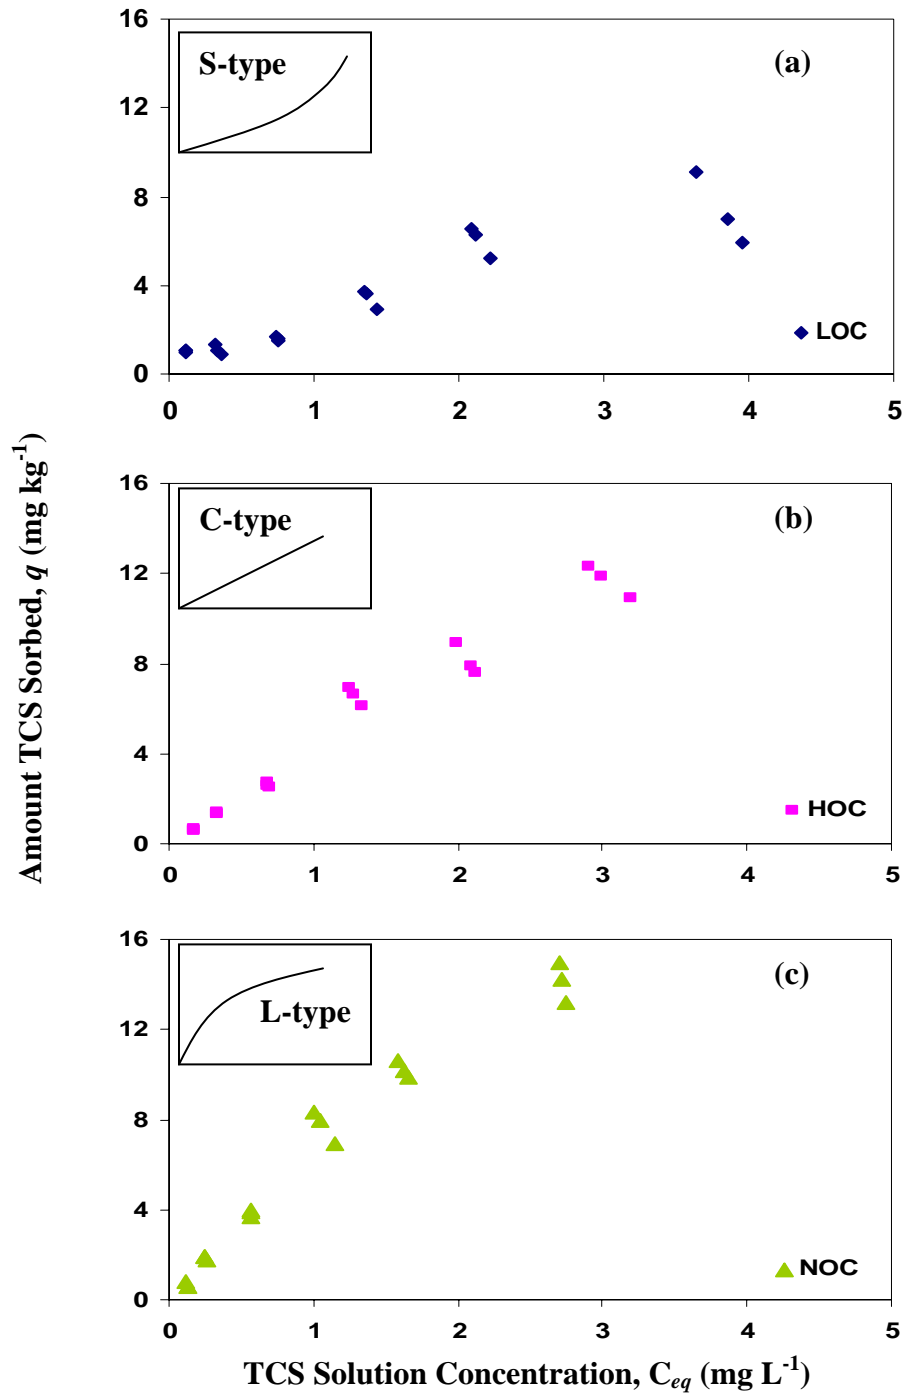 Amount TCS Sorbed, q (mg kg-1)
16
12
8
4
0
S-type
(a)
LOC
0 1 2 3 4 5
16
12
8
4
0
C-type
(b)
HOC
0 1 2 3 4 5
16
12
8
4
0
L-type
(c)
NOC
0 1 2 3 4 5
TCS Solution Concentration, Ceq (mg L-1)